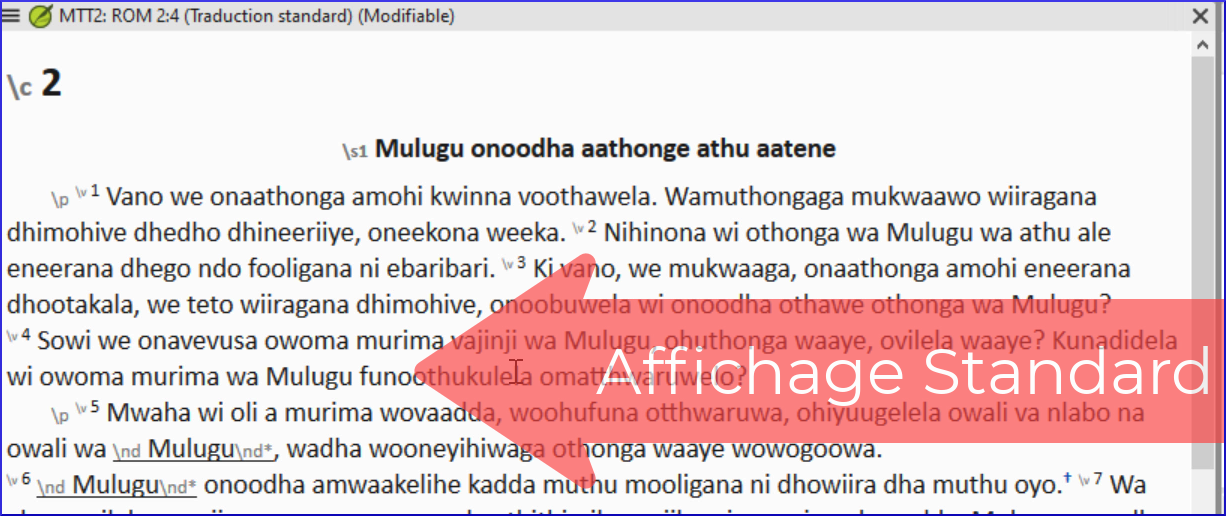 MTT2: ROM 2:4 (Traduction standard) (Modifiable)
\c 2
\s1 Mulugu onoodha aathonge athu aatene
\p \v 1 Vano we onaathonga amohi kwinna voothawela. Wamuthongaga mukwaawo wiiragana
dhimohive dhedho dhineeriiye, oneekona weeka. \v 2 Nihinona wi othonga wa Mulugu wa athu ale
eneerana dhego ndo fooligana ni ebaribari. \v 3 Ki vano, we mukwaaga, onaathonga amohi eneerana
dhootakala, we teto wiiragana dhimohive, onoobuwela wi onoodha othawe othonga wa Mulugu?
\v 4 Sowi we onavevusa owoma murima vajinji wa Mulugu, ohuthonga waaye, ovilela waaye? Kunadidela
wi owoma murima wa Mulugu funoothukulela omatthwaruwelo?
Affichage Standard
\p \v 5 Mwaha wi oli a murima wovaadda, woohufuna otthwaruwa, ohiyuugelela owali va nlabo na
owali wa \nd Mulugu\nd*, wadha wooneyihiwaga othonga waaye wowogoowa.
\v 6 \nd Mulugu\nd* onoodha amwaakelihe kadda muthu mooligana ni dhowiira dha muthu oyo.† \v 7 Wa